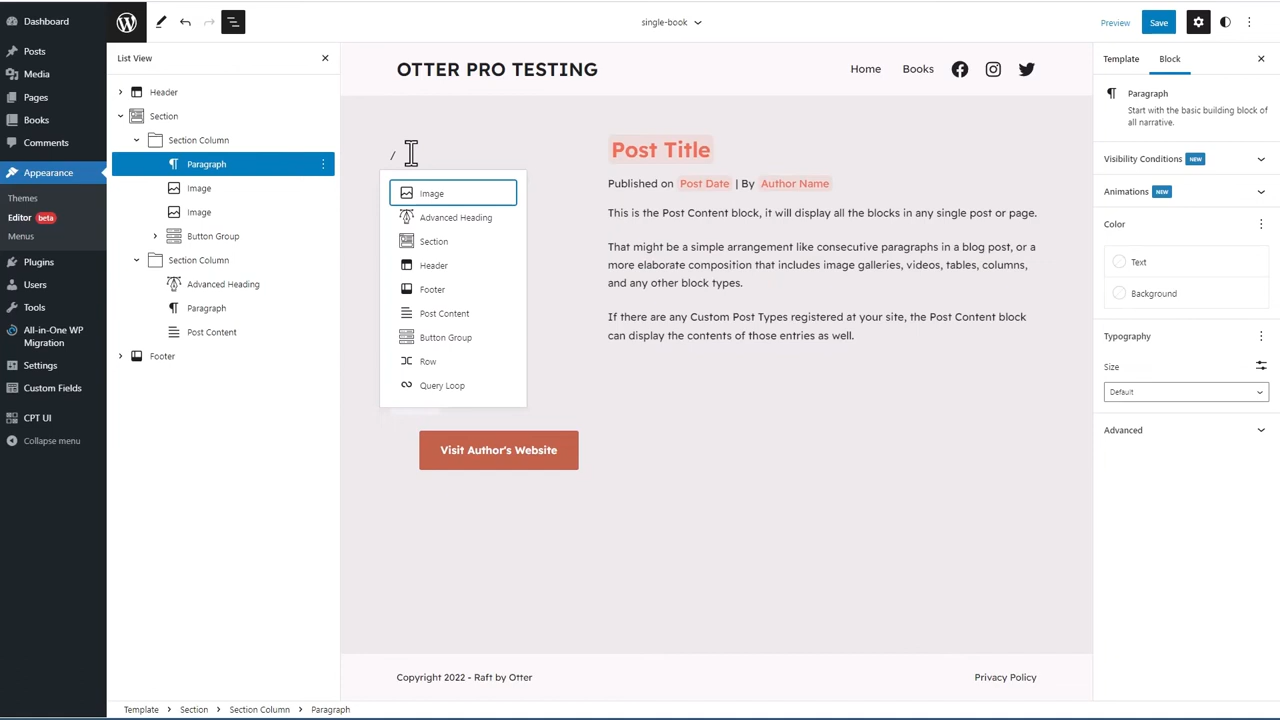 Dashboard
Posts
Media
Pages
Books
Comments
Appearance
Themes
Editor beta
Menus
Plugins
Users
Tools
All-in-One WP
Migration
Settings
Custom Fields
CPT UI
Collapse menu
single-book
Preview
Save
List View
Header
Section
Section Column
Paragraph
Image
Image
Button Group
Section Column
Advanced Heading
Paragraph
Post Content
Footer
OTTER PRO TESTING
Home
Books
/
Image
Advanced Heading
Section
Header
Footer
Post Content
Button Group
Row
Query Loop
Visit Author's Website
Post Title
Published on Post Date | By Author Name
This is the Post Content block, it will display all the blocks in any single post or page.
That might be a simple arrangement like consecutive paragraphs in a blog post, or a
more elaborate composition that includes image galleries, videos, tables, columns,
and any other block types.
If there are any Custom Post Types registered at your site, the Post Content block
can display the contents of those entries as well.
Copyright 2022 - Raft by Otter
Privacy Policy
Template
Block
Paragraph
Start with the basic building block of
all narrative.
Visibility Conditions NEW
Animations NEW
Color
Text
Background
Typography
Size
Default
Advanced
Template > Section > Section Column > Paragraph